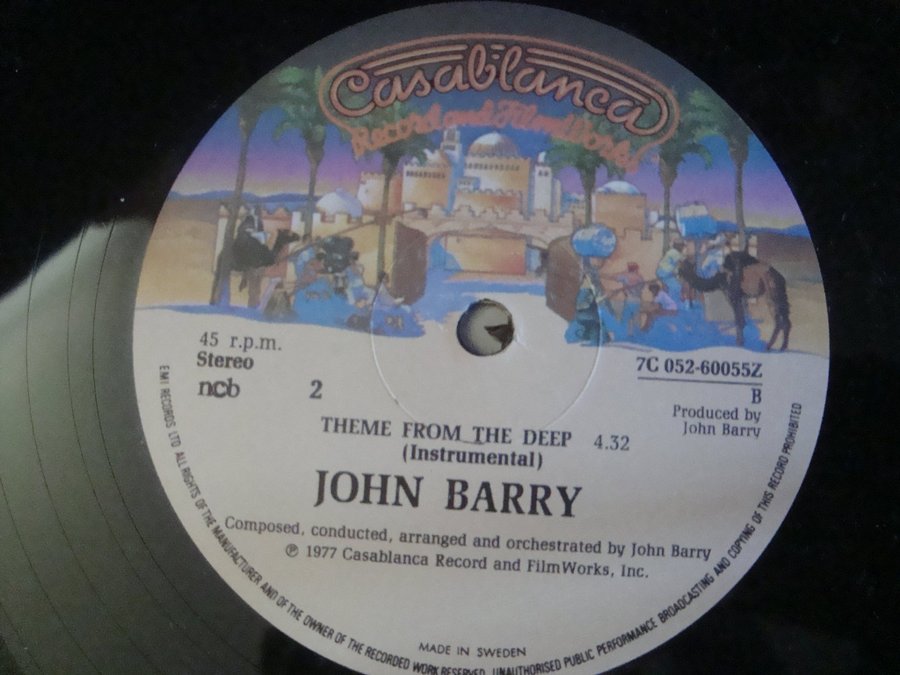 Casablanca
Record and FilmWorks
45 r.p.m.
Stereo
ncb
2
7C 052-60055Z
B
Produced by
John Barry
THEME FROM THE DEEP 4.32
(Instrumental)
JOHN BARRY
Composed, conducted, arranged and orchestrated by John Barry
℗ 1977 Casablanca Record and FilmWorks, Inc.
MADE IN SWEDEN
EMI RECORDS LTD ALL RIGHTS OF THE MANUFACTURER AND OF THE OWNER OF THE RECORDED WORK RESERVED. UNAUTHORISED PUBLIC PERFORMANCE BROADCASTING AND COPYING OF THIS RECORD PROHIBITED